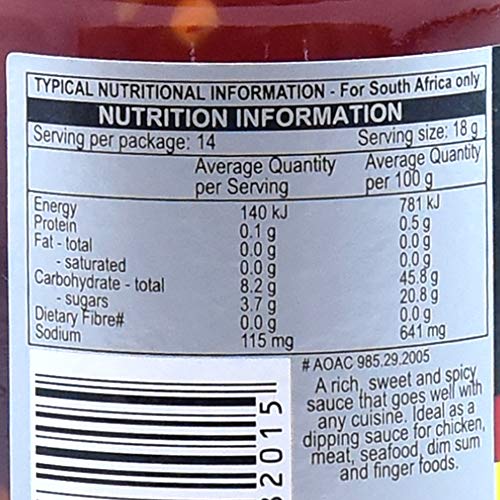 TYPICAL NUTRITIONAL INFORMATION - For South Africa only
NUTRITION INFORMATION
Serving per package: 14 Serving size: 18 g
Average Quantity per Serving Average Quantity per 100 g
Energy 140 kJ 781 kJ
Protein 0.1 g 0.5 g
Fat - total 0.0 g 0.0 g
- saturated 0.0 g 0.0 g
Carbohydrate - total 8.2 g 45.8 g
- sugars 3.7 g 20.8 g
Dietary Fibre# 0.0 g 0.0 g
Sodium 115 mg 641 mg
# AOAC 985.29.2005
A rich, sweet and spicy
sauce that goes well with
any cuisine. Ideal as a
dipping sauce for chicken,
meat, seafood, dim sum
and finger foods.
2015